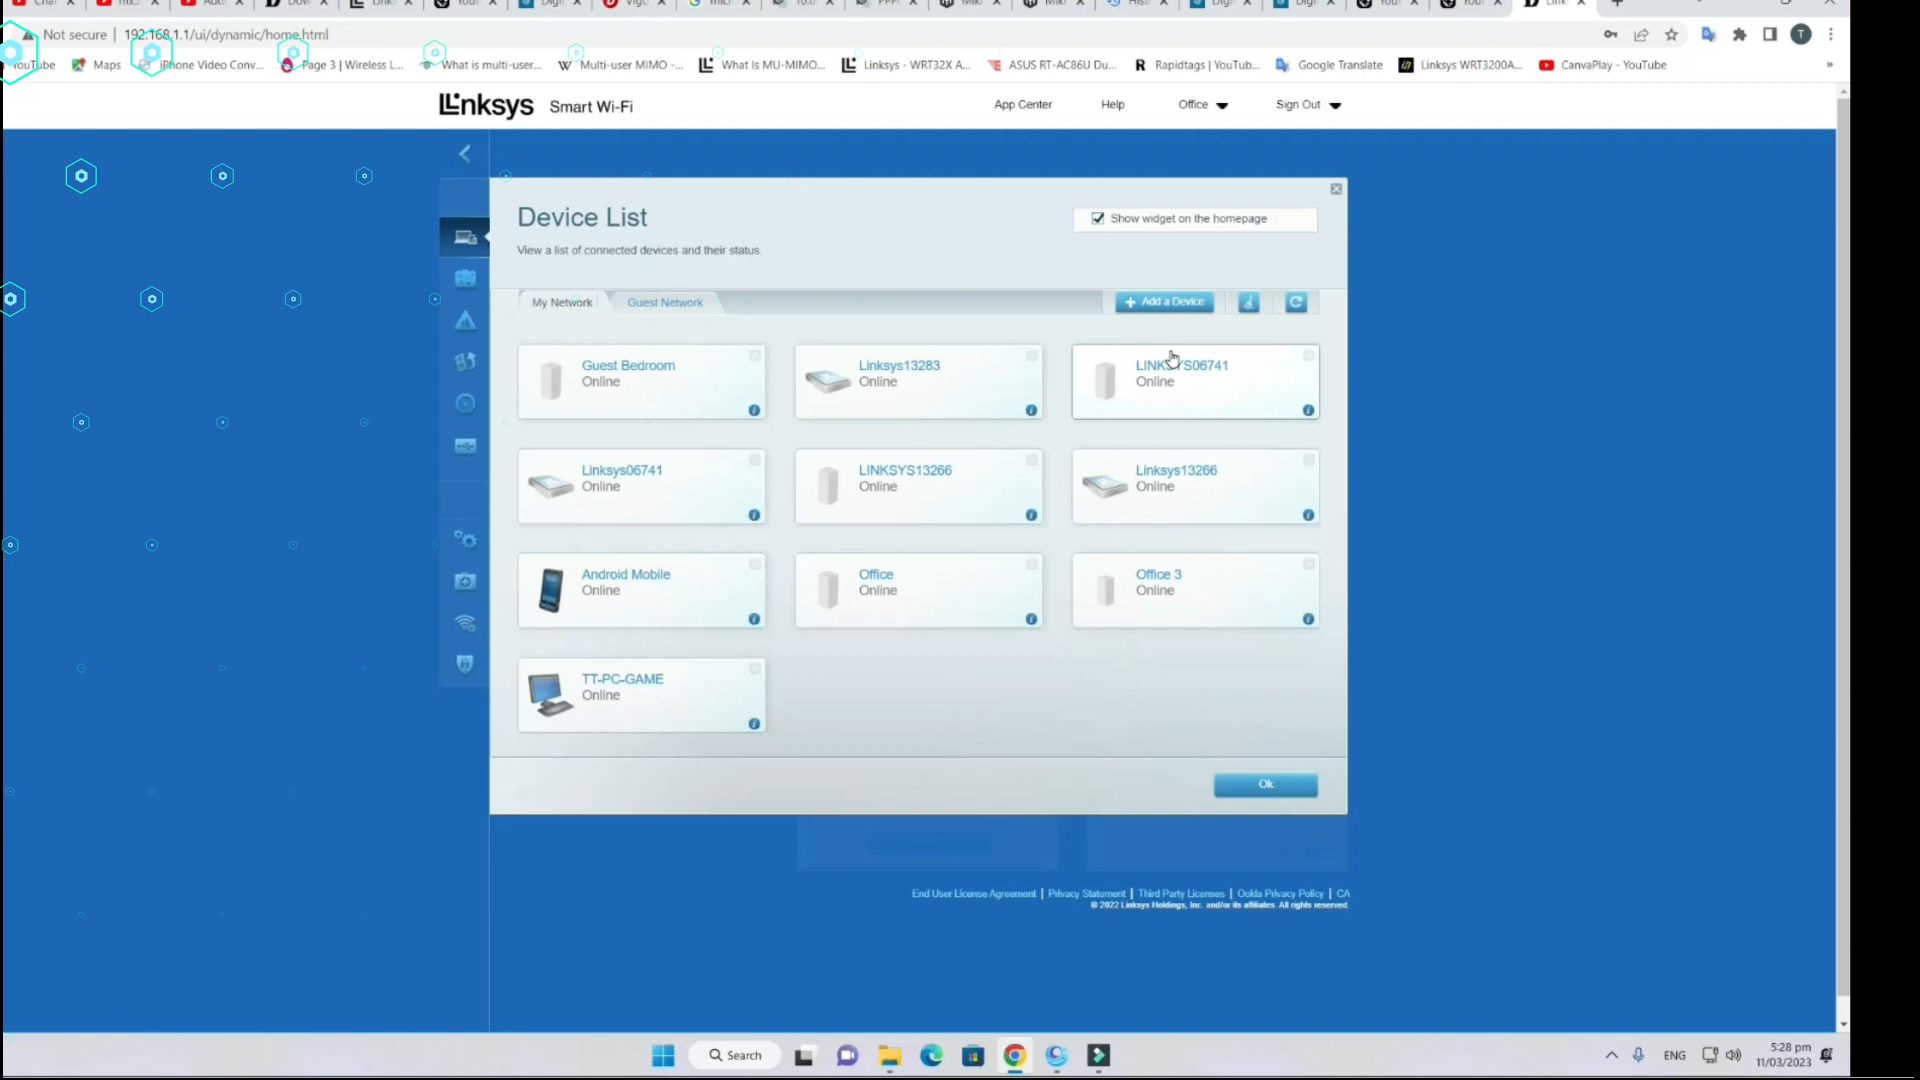 Not secure | 192.168.1.1/ui/dynamic/home.html
YouTube Maps iPhone Video Conv... Page 3 | Wireless L... What is multi-user... Multi-user MIMO -... What Is MU-MIMO... Linksys - WRT32X A... ASUS RT-AC86U Du... Rapidtags | YouTub... Google Translate Linksys WRT3200A... CanvaPlay - YouTube »
Linksys Smart Wi-Fi App Center Help Office Sign Out
Device List
Show widget on the homepage
View a list of connected devices and their status.
My Network Guest Network + Add a Device
Guest Bedroom Linksys13283 LINKSYS06741
Online Online Online
Linksys06741 LINKSYS13266 Linksys13266
Online Online Online
Android Mobile Office Office 3
Online Online Online
TT-PC-GAME
Online
Ok
End User License Agreement | Privacy Statement | Third Party Licenses | Ookla Privacy Policy | CA
© 2022 Linksys Holdings, Inc. and/or its affiliates. All rights reserved.
Search ENG 5:28 pm
11/03/2023